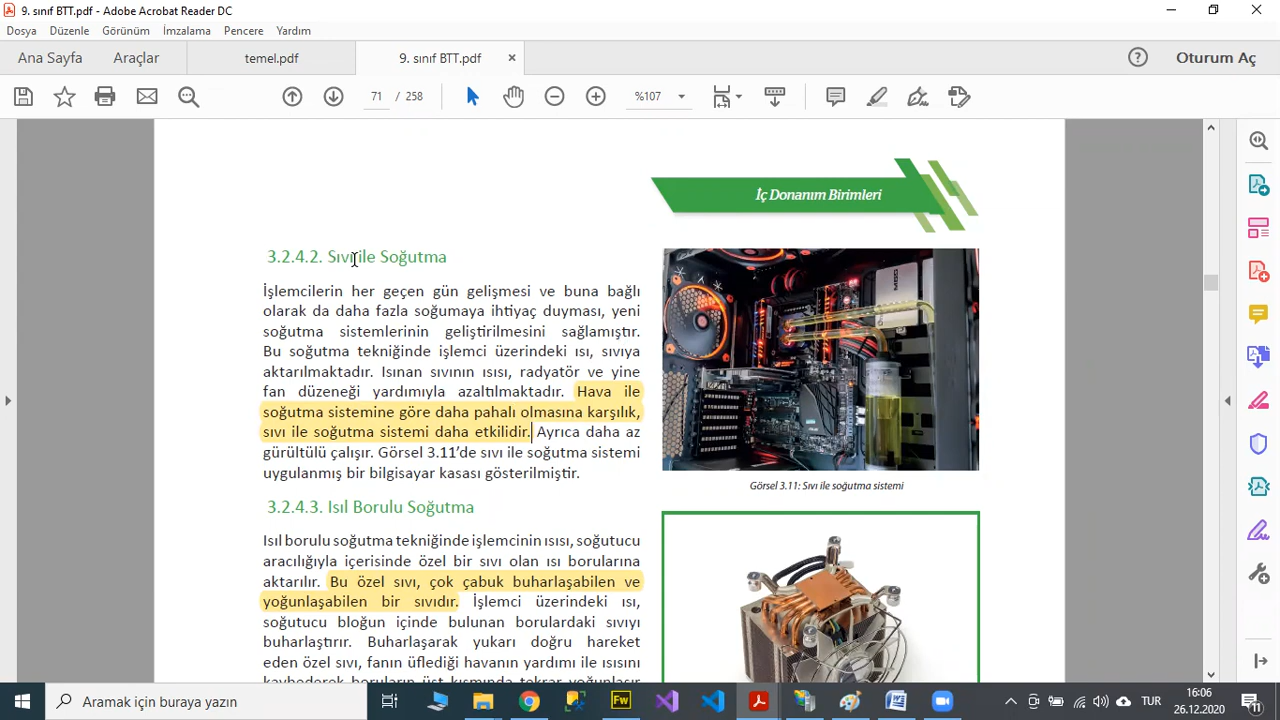 9. sınıf BTT.pdf - Adobe Acrobat Reader DC
Dosya Düzenle Görünüm İmzalama Pencere Yardım
Ana Sayfa Araçlar temel.pdf 9. sınıf BTT.pdf × ? Oturum Aç
71 / 258 %107
İç Donanım Birimleri
3.2.4.2. Sıvı ile Soğutma
İşlemcilerin her geçen gün gelişmesi ve buna bağlı
olarak da daha fazla soğumaya ihtiyaç duyması, yeni
soğutma sistemlerinin geliştirilmesini sağlamıştır.
Bu soğutma tekniğinde işlemci üzerindeki ısı, sıvıya
aktarılmaktadır. Isınan sıvının ısısı, radyatör ve yine
fan düzeneği yardımıyla azaltılmaktadır. Hava ile
soğutma sistemine göre daha pahalı olmasına karşılık,
sıvı ile soğutma sistemi daha etkilidir. Ayrıca daha az
gürültülü çalışır. Görsel 3.11'de sıvı ile soğutma sistemi
uygulanmış bir bilgisayar kasası gösterilmiştir.
Görsel 3.11: Sıvı ile soğutma sistemi
3.2.4.3. Isıl Borulu Soğutma
Isıl borulu soğutma tekniğinde işlemcinin ısısı, soğutucu
aracılığıyla içerisinde özel bir sıvı olan ısı borularına
aktarılır. Bu özel sıvı, çok çabuk buharlaşabilen ve
yoğunlaşabilen bir sıvıdır. İşlemci üzerindeki ısı,
soğutucu bloğun içinde bulunan borulardaki sıvıyı
buharlaştırır. Buharlaşarak yukarı doğru hareket
eden özel sıvı, fanın üflediği havanın yardımı ile ısısını
kaybederek boruların üst kısmında tekrar yoğunlaşır
Aramak için buraya yazın
Fw
TUR
16:06
26.12.2020
11